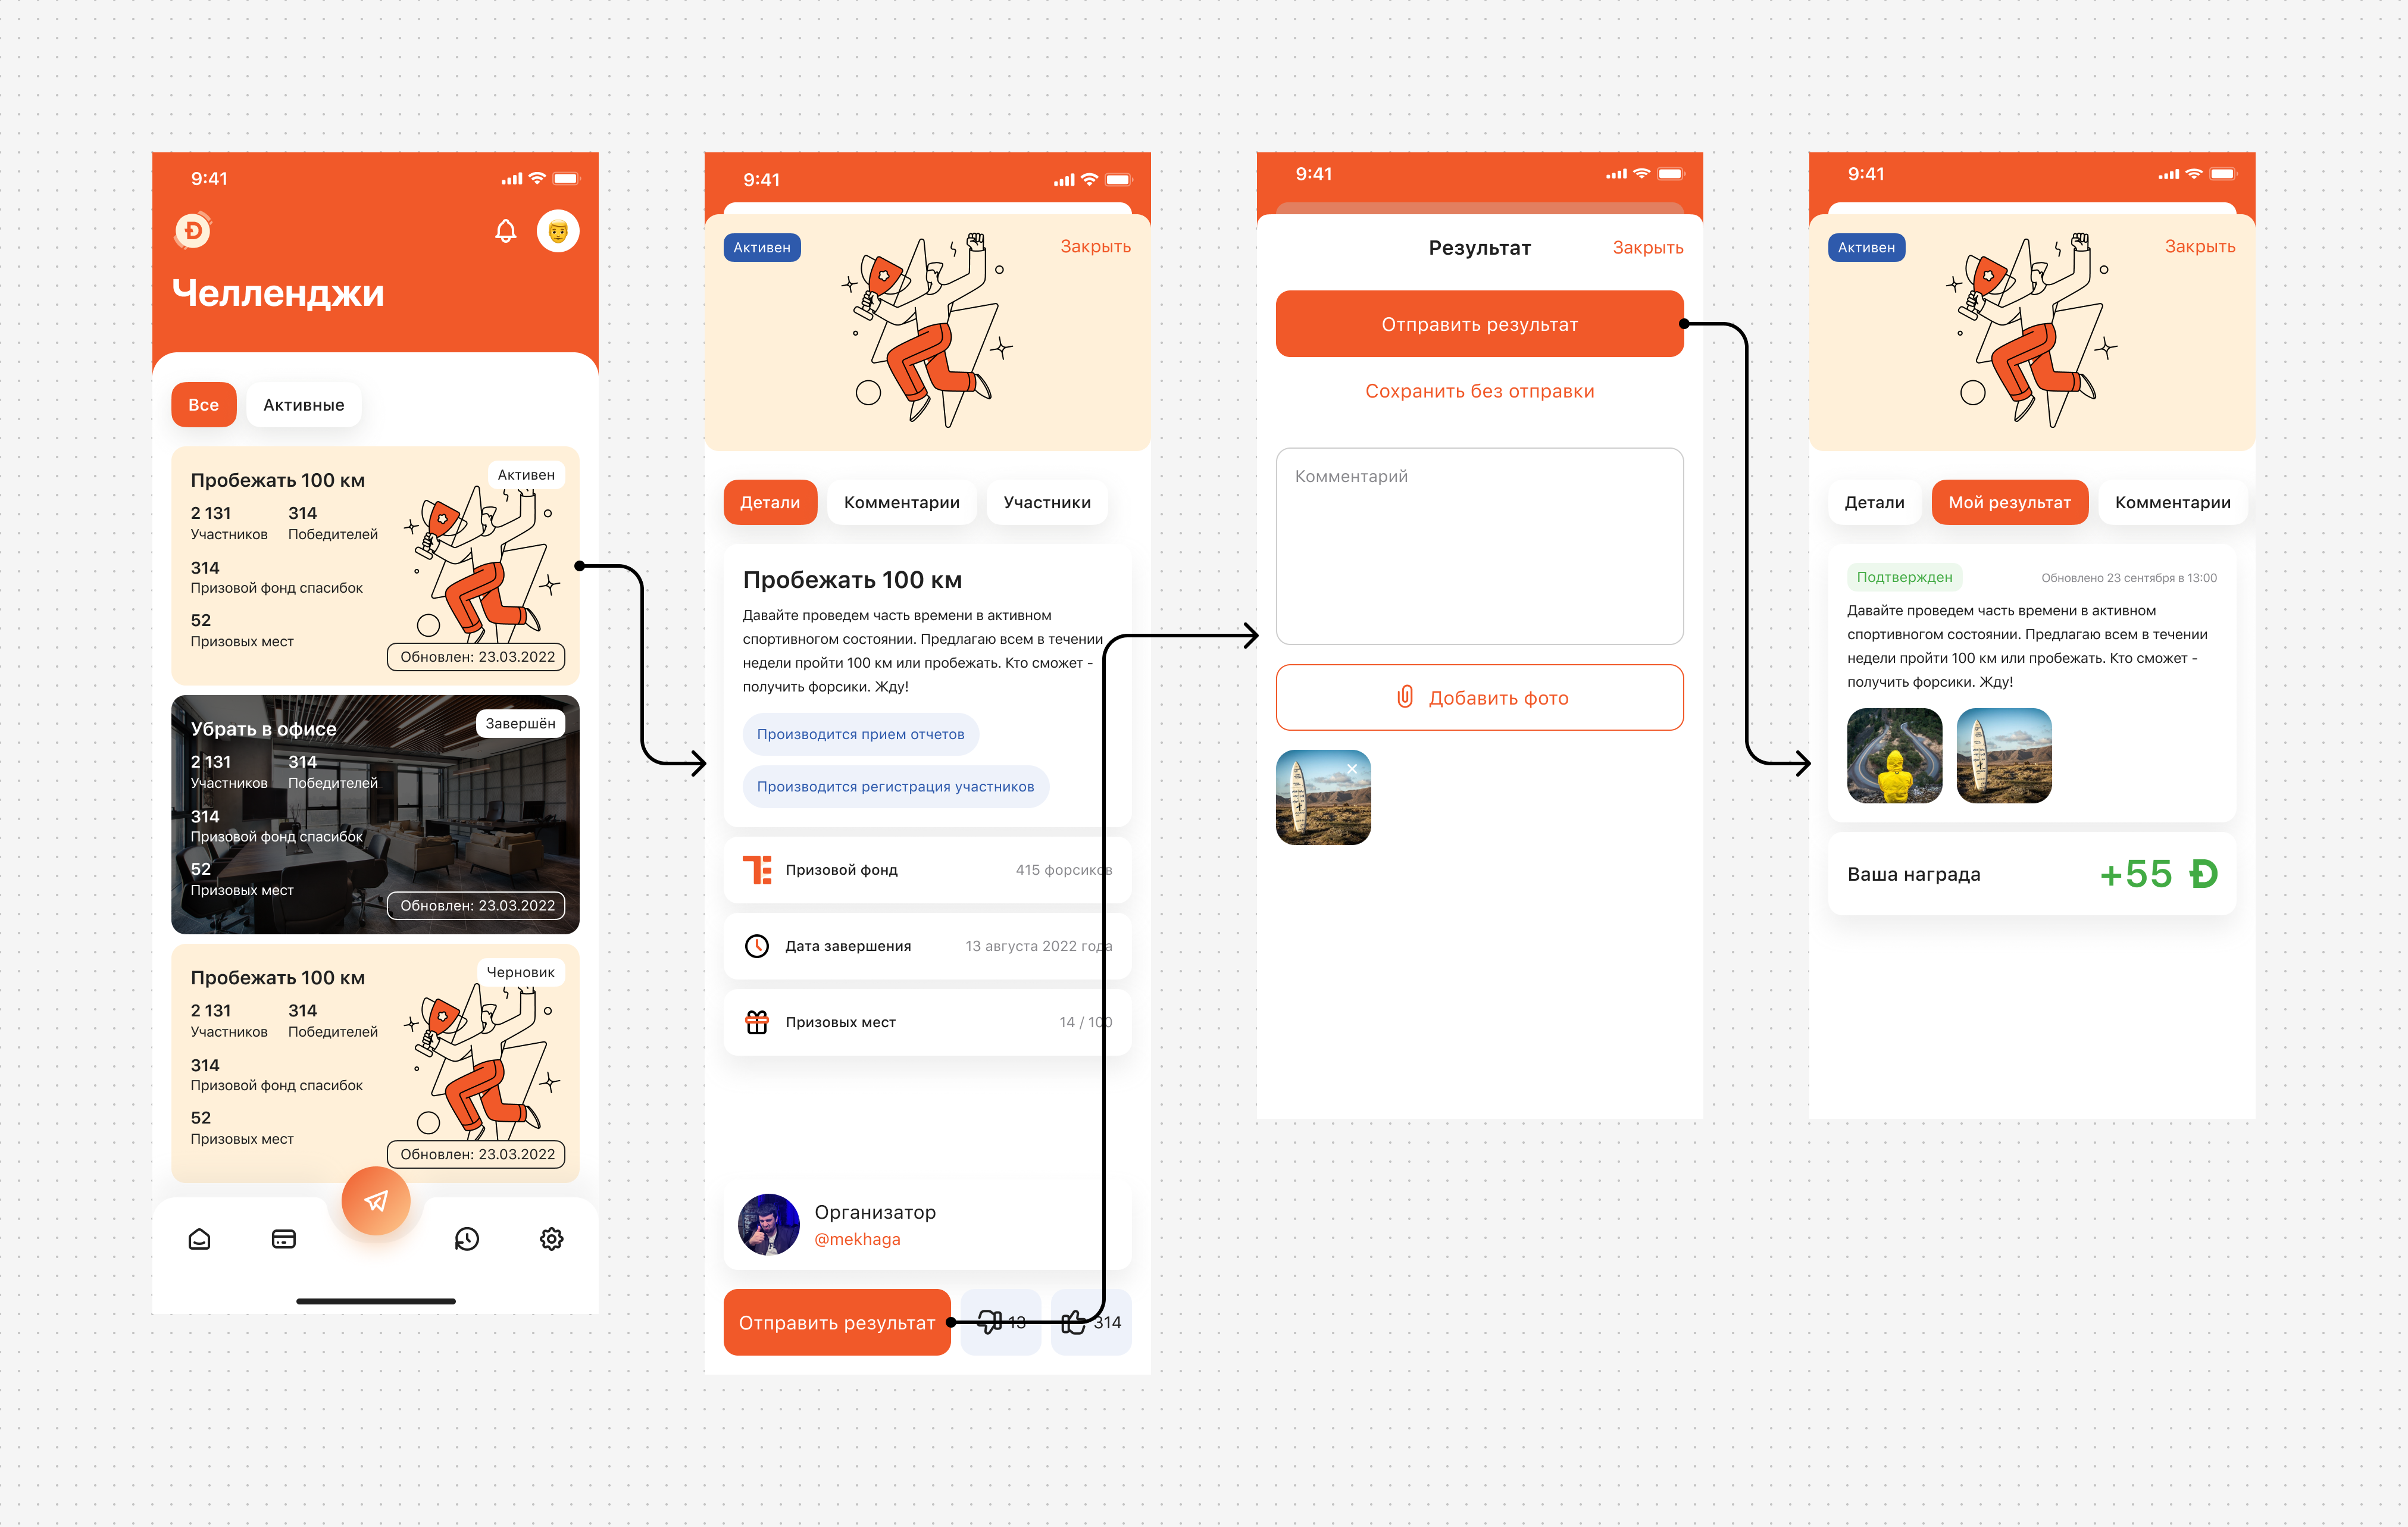 9:41
Челленджи
Все
Активные
Пробежать 100 км
Активен
2 131
314
Участников
Победителей
314
Призовой фонд спасибок
52
Призовых мест
Обновлен: 23.03.2022
Убрать в офисе
Завершён
2 131
314
Участников
Победителей
314
Призовой фонд спасибок
52
Призовых мест
Обновлен: 23.03.2022
Пробежать 100 км
Черновик
2 131
314
Участников
Победителей
314
Призовой фонд спасибок
52
Призовых мест
Обновлен: 23.03.2022
9:41
Активен
Закрыть
Детали
Комментарии
Участники
Пробежать 100 км
Давайте проведем часть времени в активном
спортивногом состоянии. Предлагаю всем в течении
недели пройти 100 км или пробежать. Кто сможет -
получить форсики. Жду!
Производится прием отчетов
Производится регистрация участников
Призовой фонд
415 форсиков
Дата завершения
13 августа 2022 года
Призовых мест
14 / 100
Организатор
@mekhaga
Отправить результат
13
314
9:41
Результат
Закрыть
Отправить результат
Сохранить без отправки
Комментарий
Добавить фото
9:41
Активен
Закрыть
Детали
Мой результат
Комментарии
Подтвержден
Обновлено 23 сентября в 13:00
Давайте проведем часть времени в активном
спортивногом состоянии. Предлагаю всем в течении
недели пройти 100 км или пробежать. Кто сможет -
получить форсики. Жду!
Ваша награда
+55 Đ